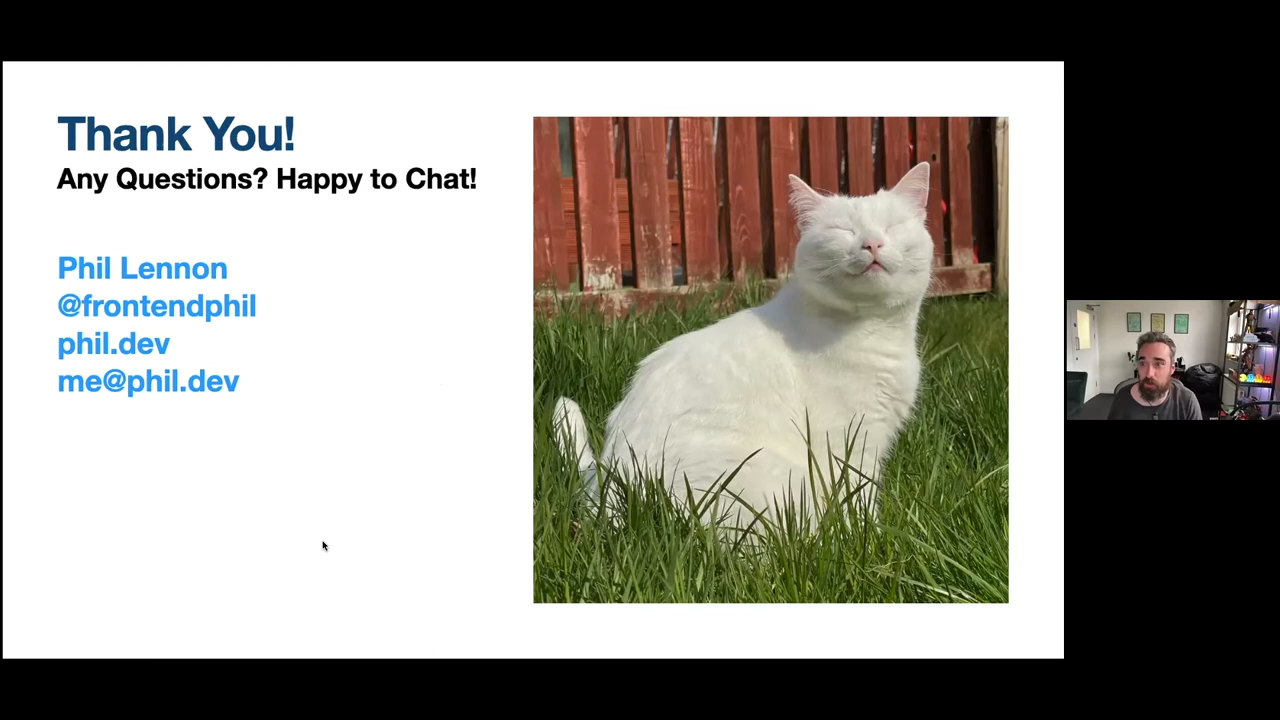 Thank You!
Any Questions? Happy to Chat!
Phil Lennon
@frontendphil
phil.dev
me@phil.dev